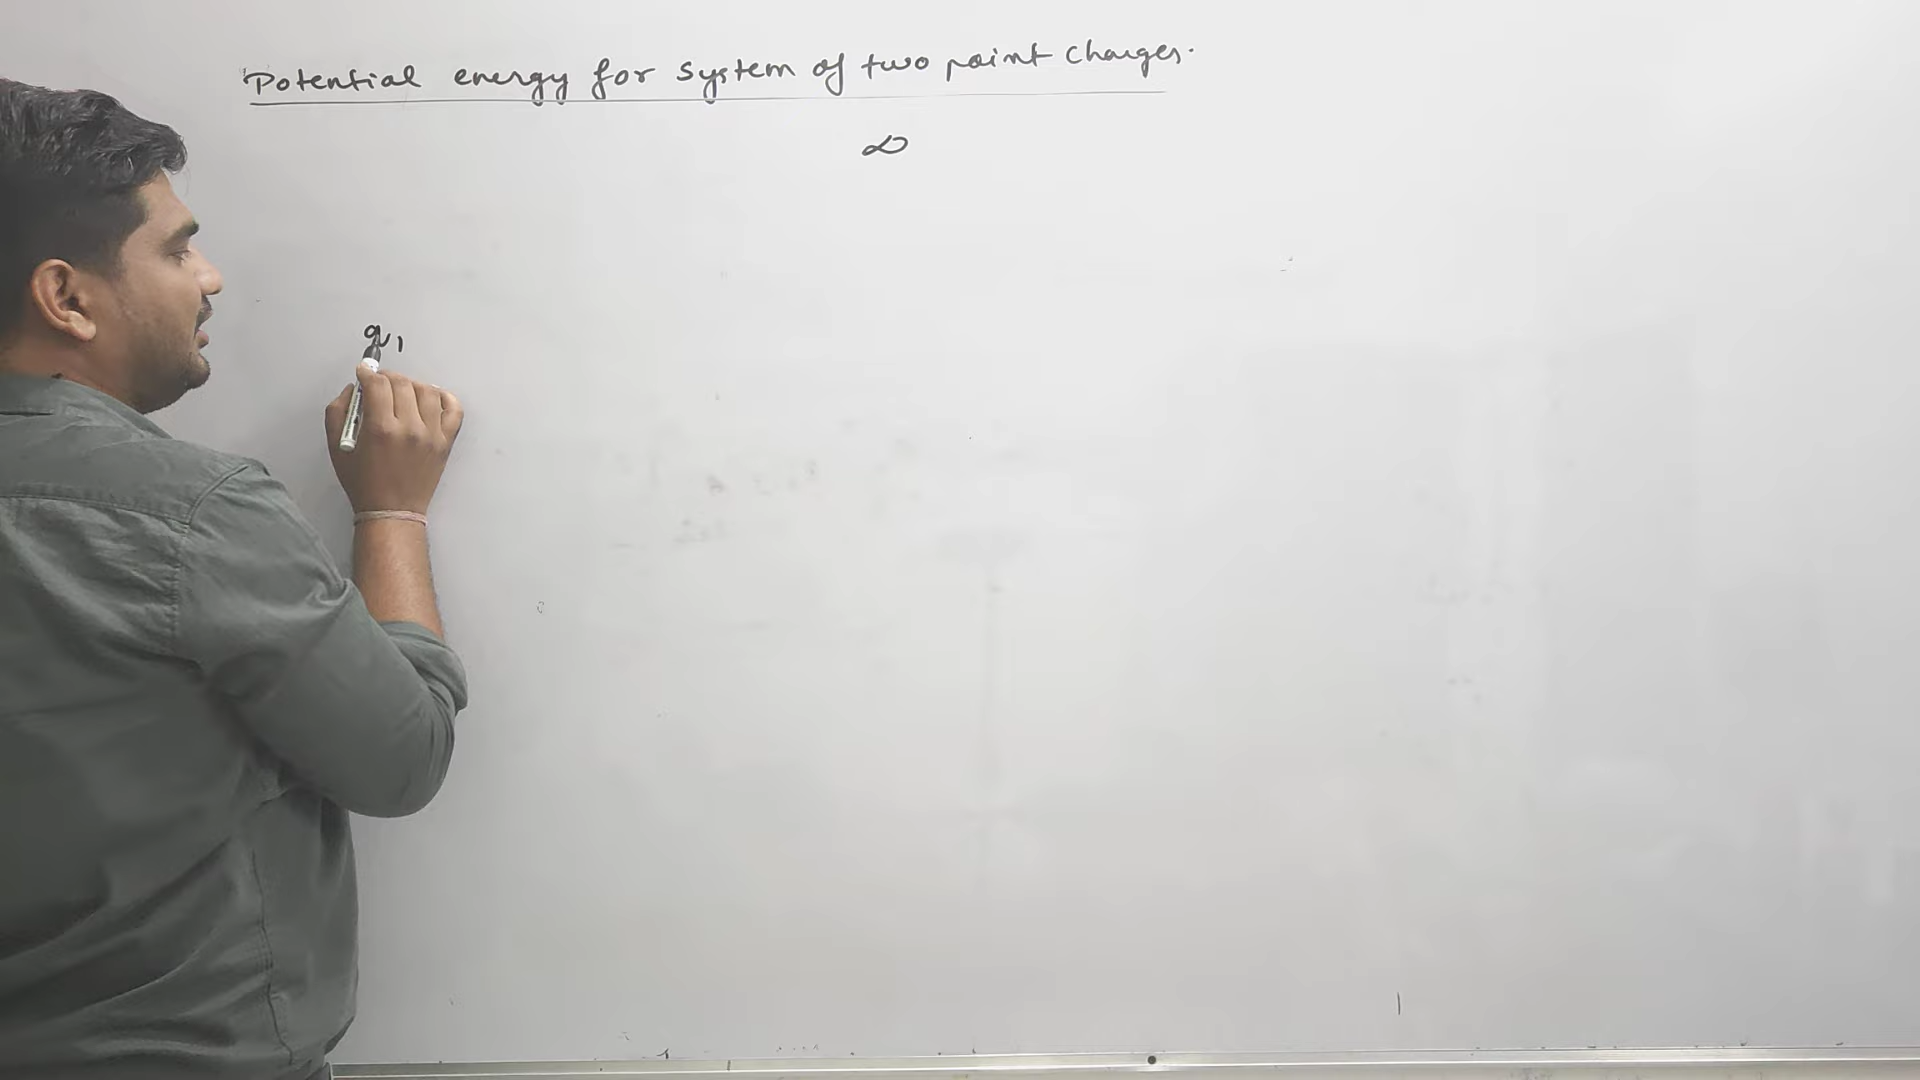 Potential energy for system of two point charges.
∞
q₁